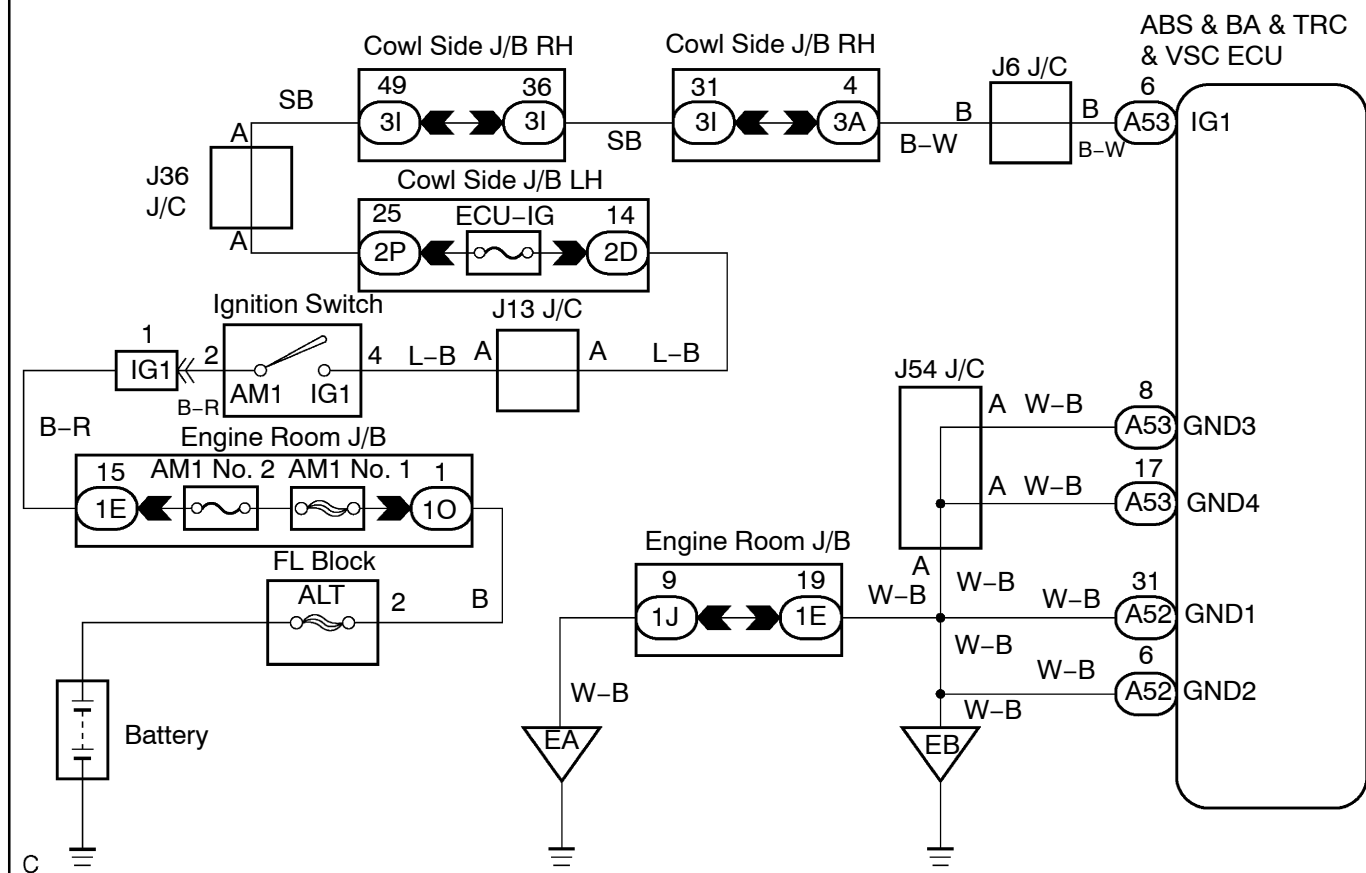 ABS & BA & TRC
& VSC ECU
Cowl Side J/B RH
Cowl Side J/B RH
J6 J/C
49
36
31
4
6
SB
3I
3I
SB
3I
3A
B
B–W
B
B–W
A53
IG1
A
J36
J/C
A
Cowl Side J/B LH
25
ECU–IG
14
2P
2D
Ignition Switch
J13 J/C
1
IG1
2
B–R
AM1
IG1
4
L–B
A
A
L–B
B–R
Engine Room J/B
15
AM1 No. 2
AM1 No. 1
1
1E
1O
FL Block
ALT
2
B
Battery
J54 J/C
A
W–B
8
A53
GND3
A
W–B
17
A53
GND4
A
Engine Room J/B
9
19
1J
1E
W–B
W–B
W–B
31
A52
GND1
W–B
W–B
6
A52
GND2
W–B
W–B
EA
EB
C